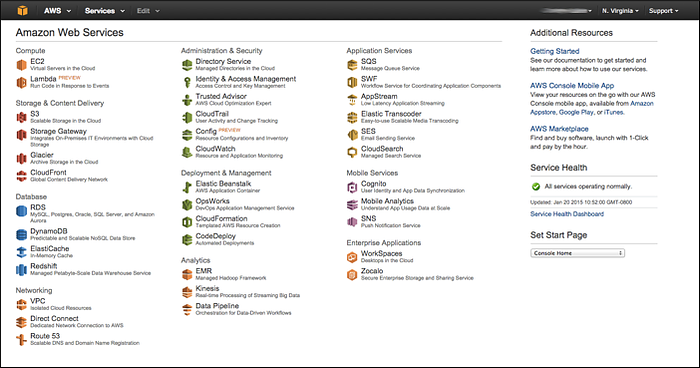 AWS Services Edit N. Virginia Support
Amazon Web Services
Compute
EC2
Virtual Servers in the Cloud
Lambda PREVIEW
Run Code in Response to Events
Storage & Content Delivery
S3
Scalable Storage in the Cloud
Storage Gateway
Integrates On-Premises IT Environments with Cloud
Storage
Glacier
Archive Storage in the Cloud
CloudFront
Global Content Delivery Network
Database
RDS
MySQL, Postgres, Oracle, SQL Server, and Amazon
Aurora
DynamoDB
Predictable and Scalable NoSQL Data Store
ElastiCache
In-Memory Cache
Redshift
Managed Petabyte-Scale Data Warehouse Service
Networking
VPC
Isolated Cloud Resources
Direct Connect
Dedicated Network Connection to AWS
Route 53
Scalable DNS and Domain Name Registration
Administration & Security
Directory Service
Managed Directories in the Cloud
Identity & Access Management
Access Control and Key Management
Trusted Advisor
AWS Cloud Optimization Expert
CloudTrail
User Activity and Change Tracking
Config PREVIEW
Resource Configurations and Inventory
CloudWatch
Resource and Application Monitoring
Deployment & Management
Elastic Beanstalk
AWS Application Container
OpsWorks
DevOps Application Management Service
CloudFormation
Templated AWS Resource Creation
CodeDeploy
Automated Deployments
Analytics
EMR
Managed Hadoop Framework
Kinesis
Real-time Processing of Streaming Big Data
Data Pipeline
Orchestration for Data-Driven Workflows
Application Services
SQS
Message Queue Service
SWF
Workflow Service for Coordinating Application Components
AppStream
Low Latency Application Streaming
Elastic Transcoder
Easy-to-use Scalable Media Transcoding
SES
Email Sending Service
CloudSearch
Managed Search Service
Mobile Services
Cognito
User Identity and App Data Synchronization
Mobile Analytics
Understand App Usage Data at Scale
SNS
Push Notification Service
Enterprise Applications
WorkSpaces
Desktops in the Cloud
Zocalo
Secure Enterprise Storage and Sharing Service
Additional Resources
Getting Started
See our documentation to get started and
learn more about how to use our services.
AWS Console Mobile App
View your resources on the go with our AWS
Console mobile app, available from Amazon
Appstore, Google Play, or iTunes.
AWS Marketplace
Find and buy software, launch with 1-Click
and pay by the hour.
Service Health
All services operating normally.
Updated: Jan 20 2015 10:52:00 GMT-0800
Service Health Dashboard
Set Start Page
Console Home